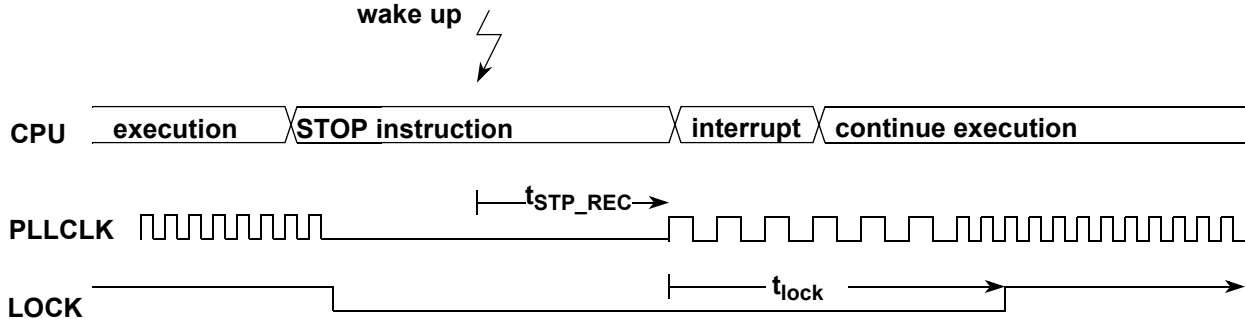 wake up
CPU execution STOP instruction interrupt continue execution
tSTP_REC
PLLCLK
tlock
LOCK